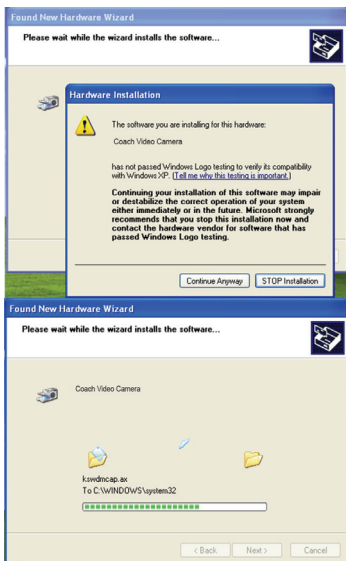 Found New Hardware Wizard
Please wait while the wizard installs the software...
Hardware Installation
The software you are installing for this hardware:
Coach Video Camera
has not passed Windows Logo testing to verify its compatibility
with Windows XP. (Tell me why this testing is important.)
Continuing your installation of this software may impair
or destabilize the correct operation of your system
either immediately or in the future. Microsoft strongly
recommends that you stop this installation now and
contact the hardware vendor for software that has
passed Windows Logo testing.
Continue Anyway STOP Installation
Found New Hardware Wizard
Please wait while the wizard installs the software...
Coach Video Camera
kswdmcap.ax
To C:\WINDOWS\system32
< Back Next > Cancel